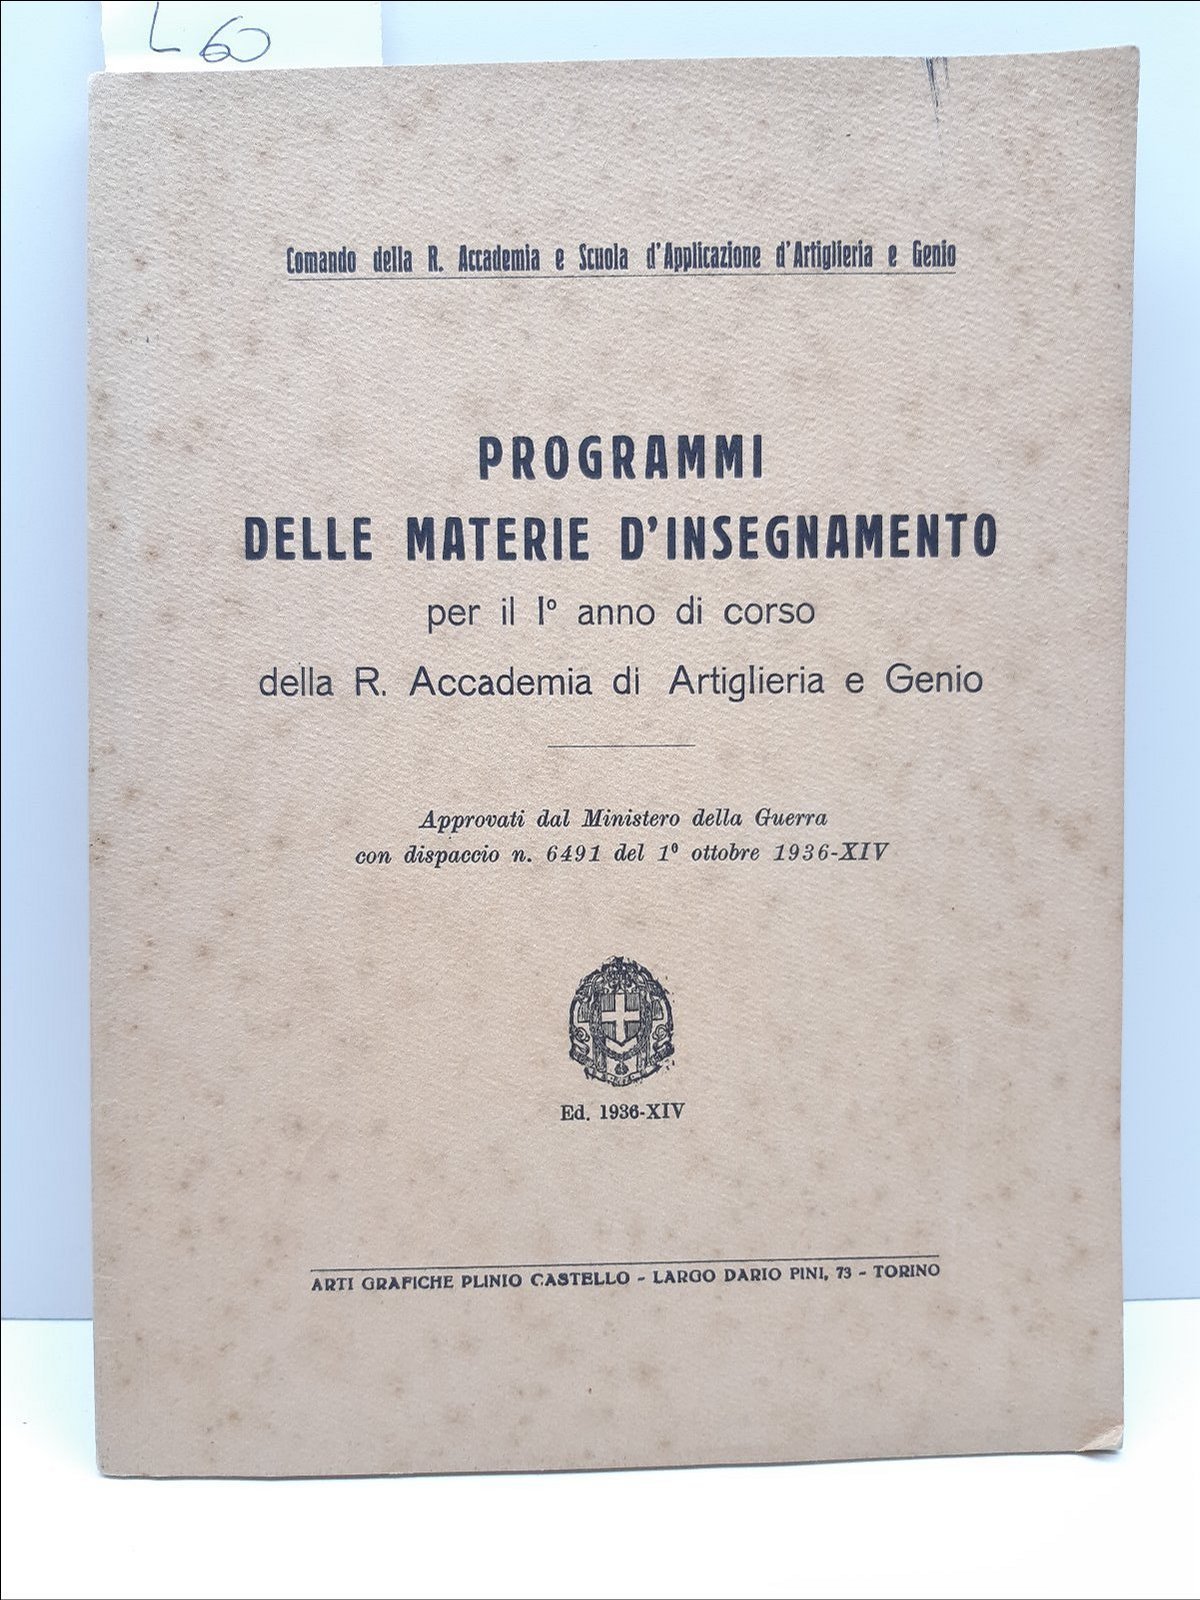 L 60
Comando della R. Accademia e Scuola d'Applicazione d'Artiglieria e Genio
PROGRAMMI
DELLE MATERIE D'INSEGNAMENTO
per il Iº anno di corso
della R. Accademia di Artiglieria e Genio
Approvati dal Ministero della Guerra
con dispaccio n. 6491 del 1º ottobre 1936-XIV
Ed. 1936-XIV
ARTI GRAFICHE PLINIO CASTELLO - LARGO DARIO PINI, 73 - TORINO